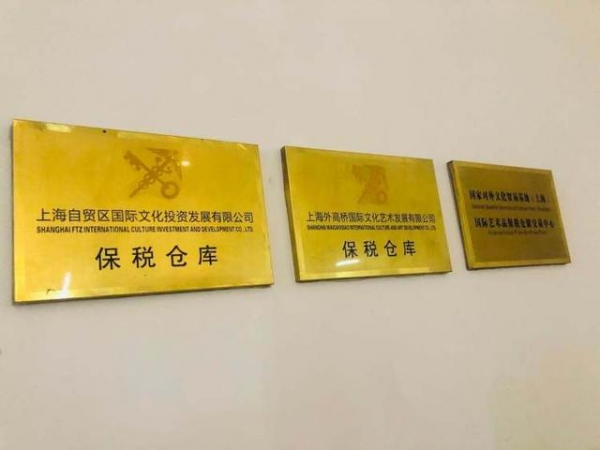 上海自贸区国际文化投资发展有限公司
SHANGHAI FTZ INTERNATIONAL CULTURE INVESTMENT AND DEVELOPMENT CO., LTD.
保税仓库
上海外高桥国际文化艺术发展有限公司
SHANGHAI WAIGAOQIAO INTERNATIONAL CULTURE AND ART DEVELOPMENT CO., LTD.
保税仓库
国家对外文化贸易基地（上海）
国际艺术品保税仓储交易中心